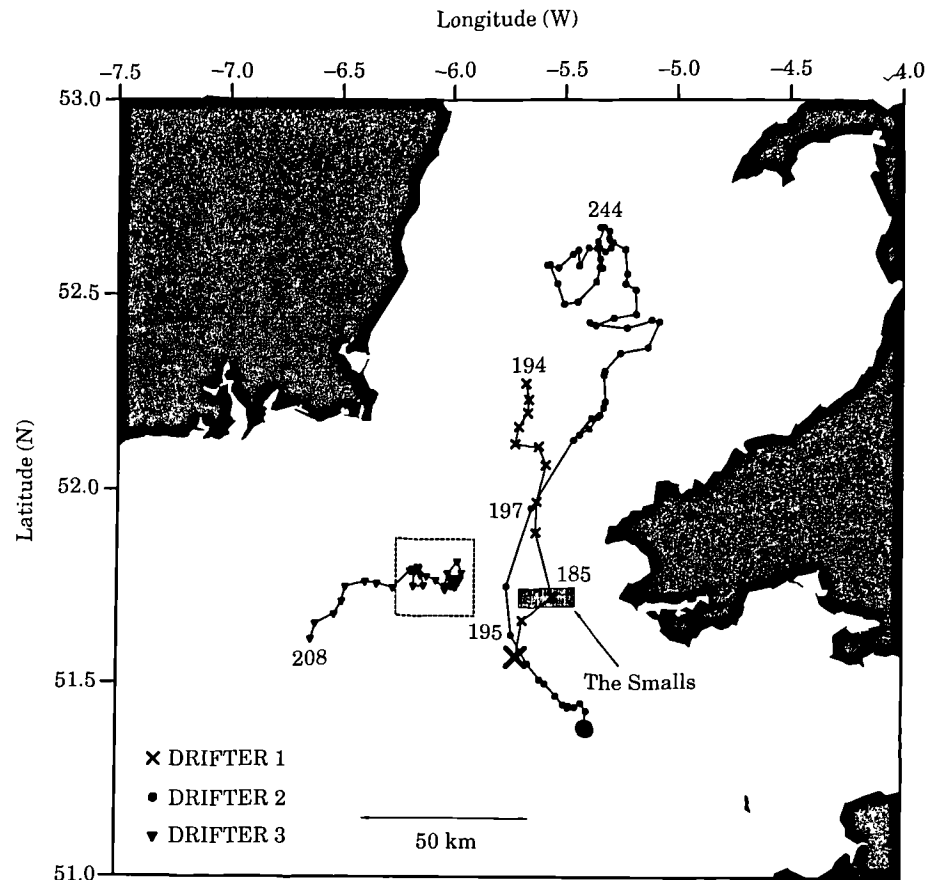 Longitude (W)
-7.5 -7.0 -6.5 -6.0 -5.5 -5.0 -4.5 -4.0
53.0
244
52.5
194
Latitude (N)
52.0
197
185
195
208
51.5
The Smalls
DRIFTER 1
DRIFTER 2
DRIFTER 3
50 km
51.0